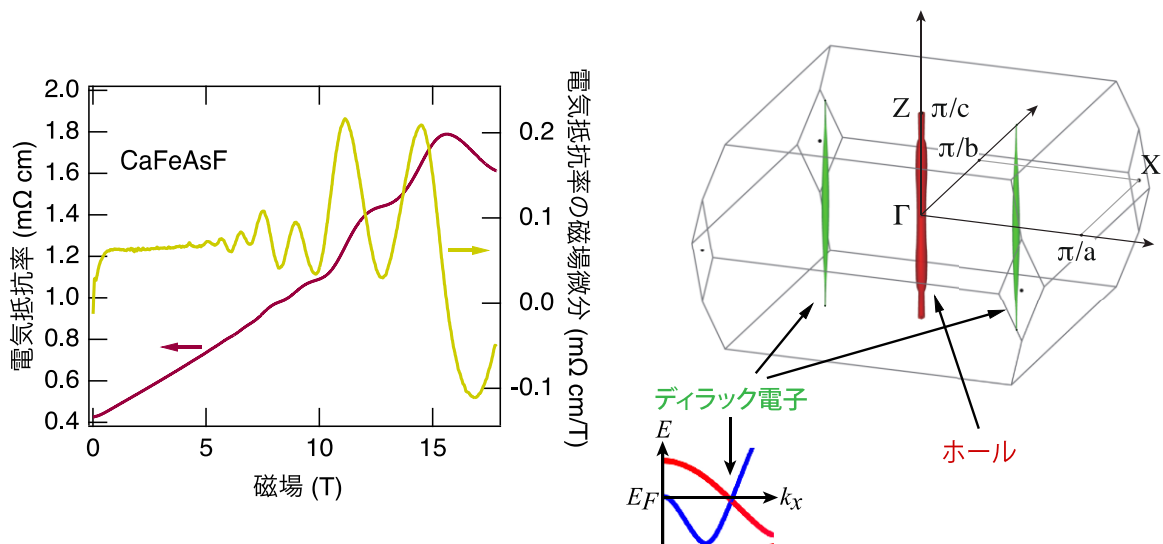 電気抵抗率 (mΩ cm)
2.0
1.8
1.6
1.4
1.2
1.0
0.8
0.6
0.4
CaFeAsF
0
5
10
15
磁場 (T)
0.2
0.1
0.0
-0.1
電気抵抗率の磁場微分 (mΩ cm/T)
Z
π/c
π/b
X
Γ
π/a
ディラック電子
ホール
E
EF
kx